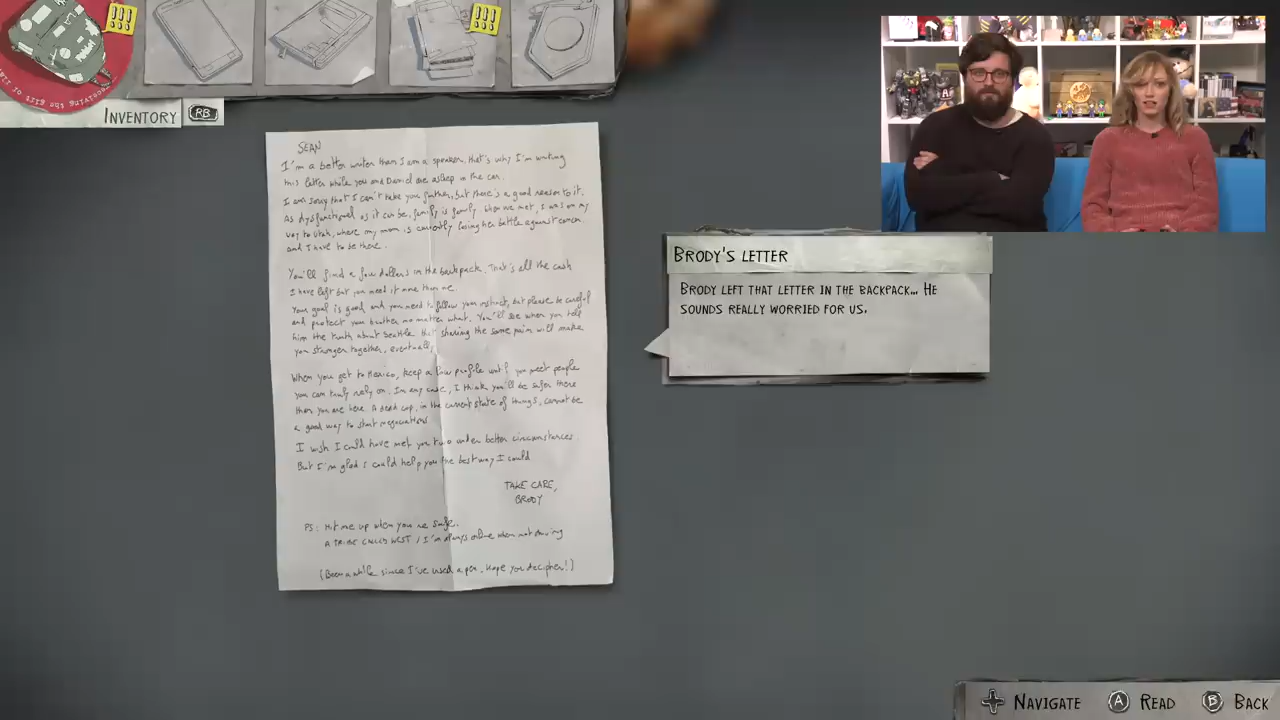 Receiving the gift of
INVENTORY
RB
SEAN
I'm a better writer than I am a speaker, that's why I'm writing
this letter while you and Daniel are asleep in the car.
I am sorry that I can't take you further, but there's a good reason to it.
As dysfunctional as it can be, family is family. When we met, I was on my
way to Utah, where my mom is currently losing her battle against cancer
and I have to be there.
You'll find a few dollars in the backpack. That's all the cash
I have left but you need it more than me.
Your goal is good, and you need to follow your instinct, but please be careful
and protect your brother no matter what. You'll see when you tell
him the truth about Seattle that sharing the same pain will make
you stronger together, eventually.
When you get to Mexico, keep a low profile until you meet people
you can truly rely on. In any case, I think you'll be safer there
than you are here. A dead cop, in the current state of things, cannot be
a good way to start negociations.
I wish I could have met you two under better circumstances.
But I'm glad I could help you the best way I could
TAKE CARE,
BRODY
PS: Hit me up when you're safe.
A TRIBE CALLED WEST / I'm always online when not driving
(Been a while since I've used a pen. Hope you decipher!)
BRODY'S LETTER
BRODY LEFT THAT LETTER IN THE BACKPACK... HE
SOUNDS REALLY WORRIED FOR US.
NAVIGATE
A READ
B BACK